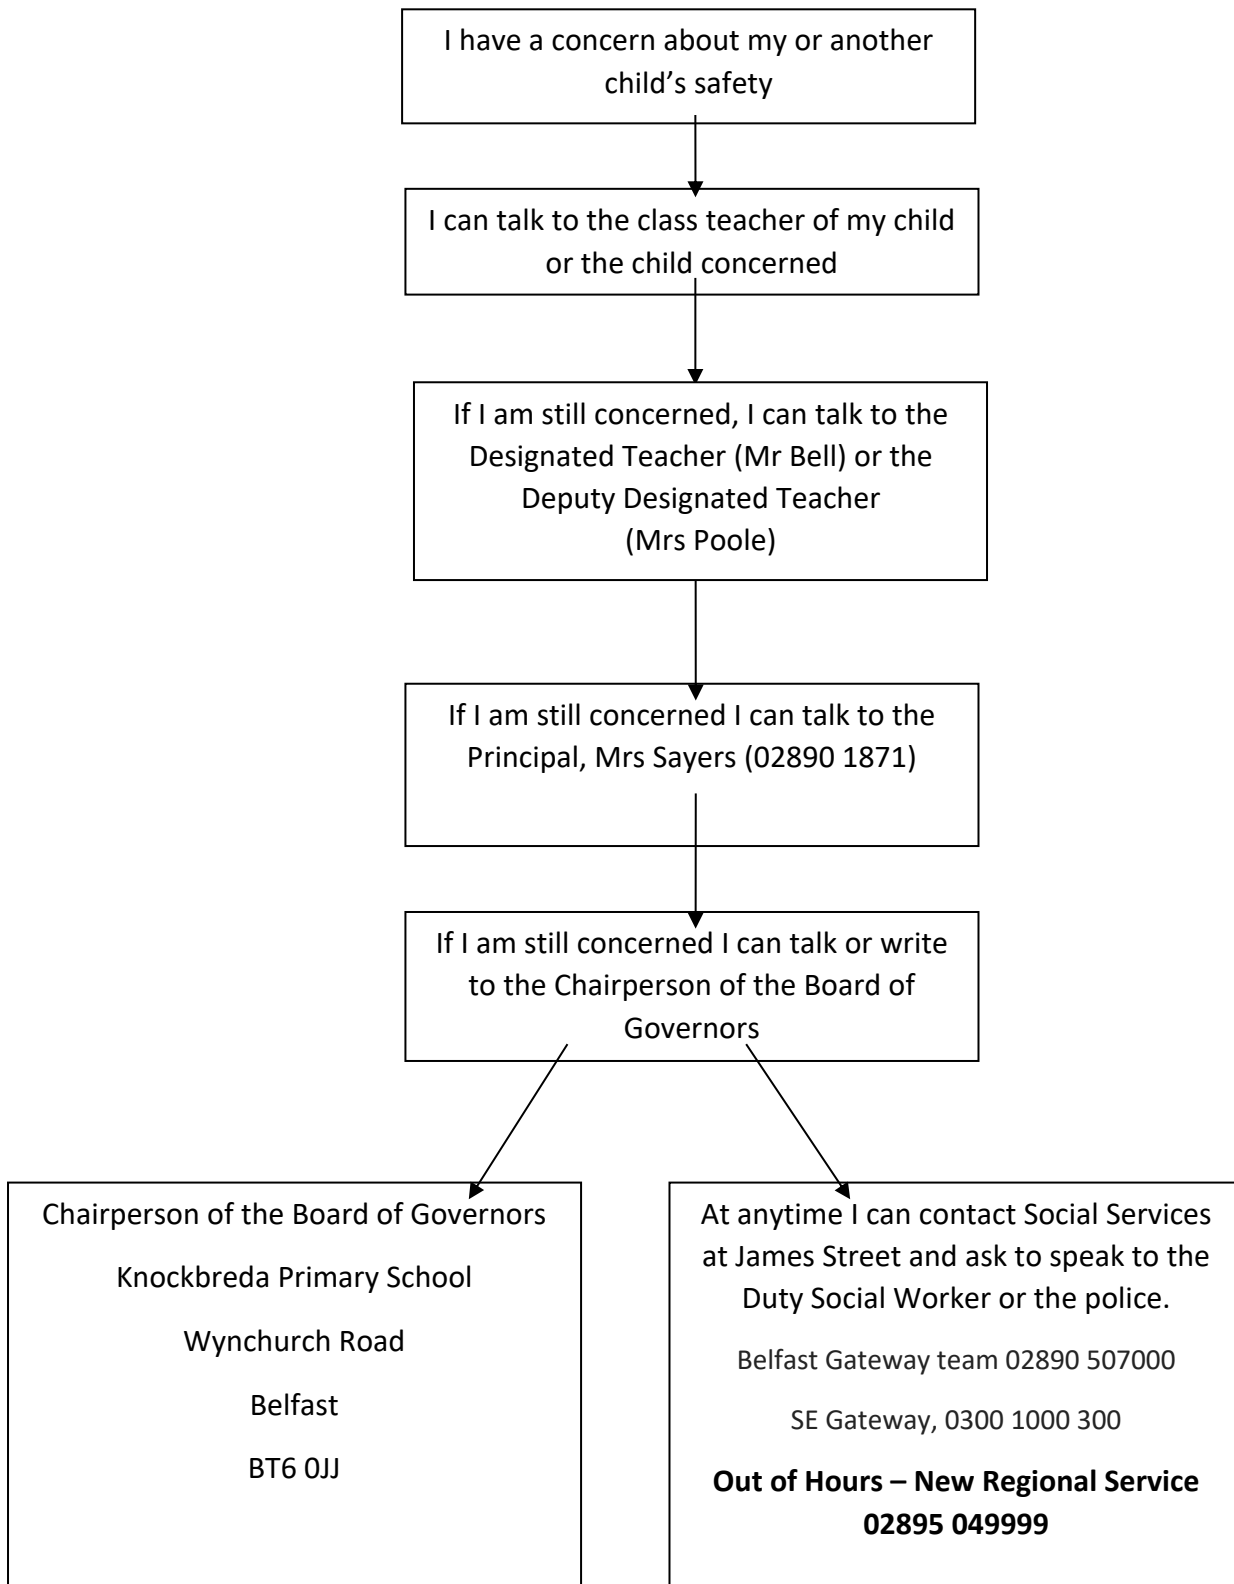 I have a concern about my or another
child’s safety
I can talk to the class teacher of my child
or the child concerned
If I am still concerned, I can talk to the
Designated Teacher (Mr Bell) or the
Deputy Designated Teacher
(Mrs Poole)
If I am still concerned I can talk to the
Principal, Mrs Sayers (02890 1871)
If I am still concerned I can talk or write
to the Chairperson of the Board of
Governors
Chairperson of the Board of Governors
Knockbreda Primary School
Wynchurch Road
Belfast
BT6 0JJ
At anytime I can contact Social Services
at James Street and ask to speak to the
Duty Social Worker or the police.
Belfast Gateway team 02890 507000
SE Gateway, 0300 1000 300
Out of Hours – New Regional Service
02895 049999